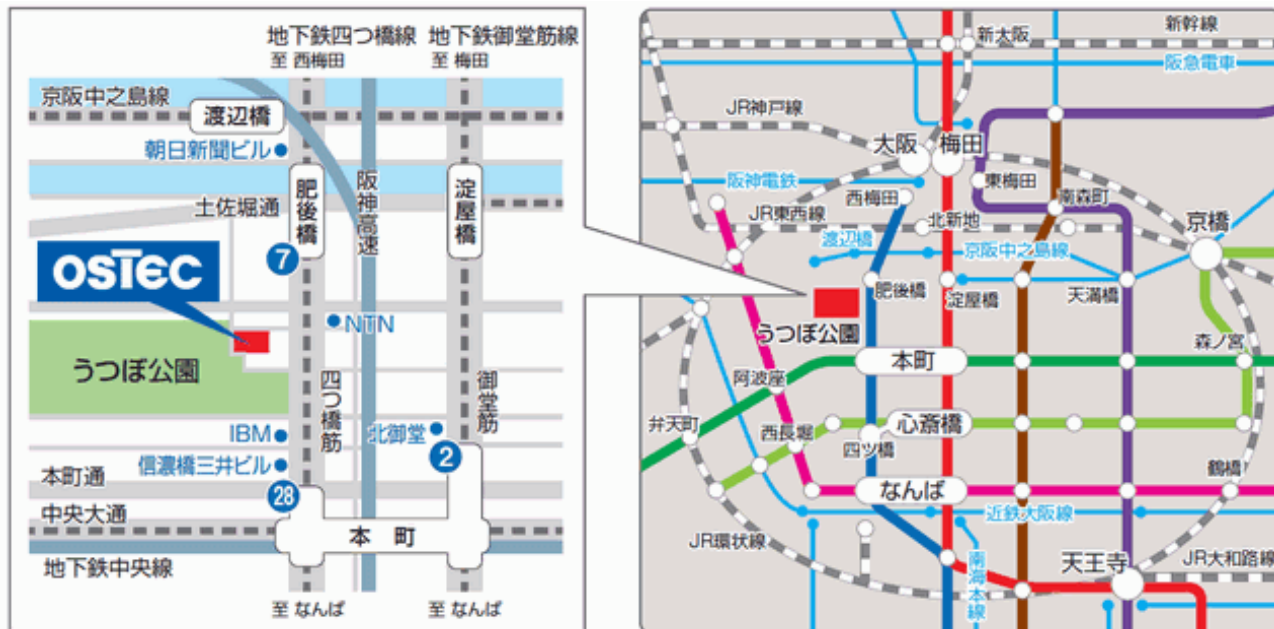 地下鉄四つ橋線
至 西梅田
地下鉄御堂筋線
至 梅田
京阪中之島線
渡辺橋
朝日新聞ビル
肥後橋
阪神高速
淀屋橋
土佐堀通
7
OSTEC
NTN
うつぼ公園
四つ橋筋
御堂筋
IBM
北御堂
2
信濃橋三井ビル
本町通
28
中央大通
本町
地下鉄中央線
至 なんば
至 なんば
新大阪
新幹線
阪急電車
JR神戸線
大阪
梅田
阪神電鉄
西梅田
東梅田
南森町
JR東西線
北新地
京橋
渡辺橋
京阪中之島線
肥後橋
淀屋橋
天満橋
うつぼ公園
森ノ宮
本町
阿波座
弁天町
西長堀
心斎橋
四ツ橋
鶴橋
なんば
近鉄大阪線
JR環状線
南海本線
天王寺
JR大和路線